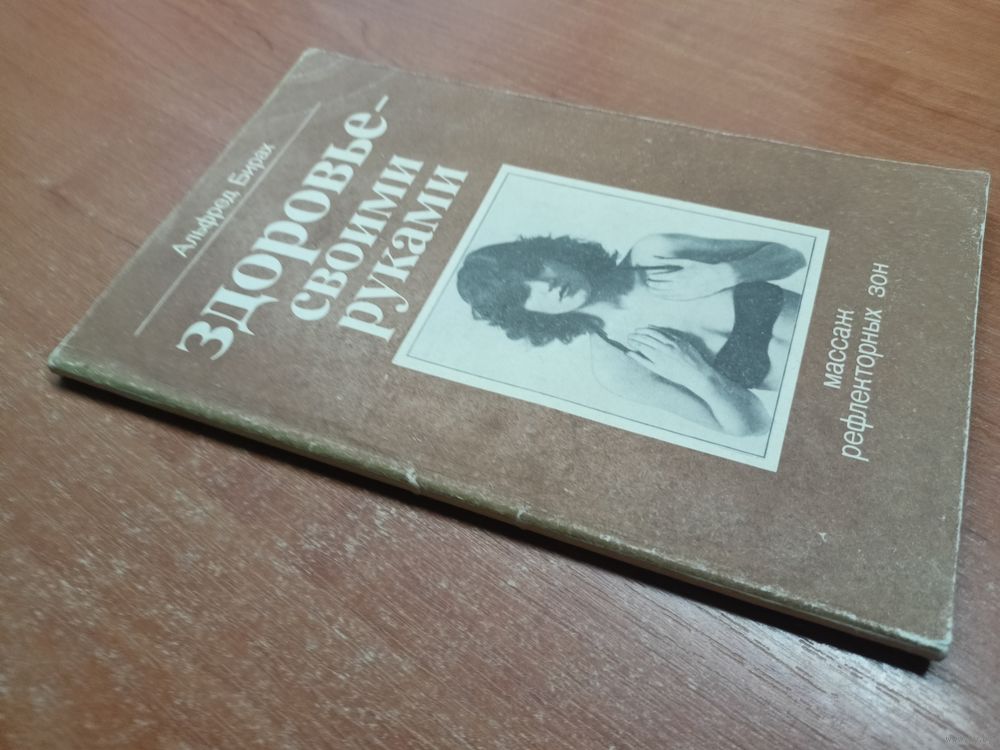 Альфред Бирах
Здоровье-
своими
руками
массаж
рефлекторных зон